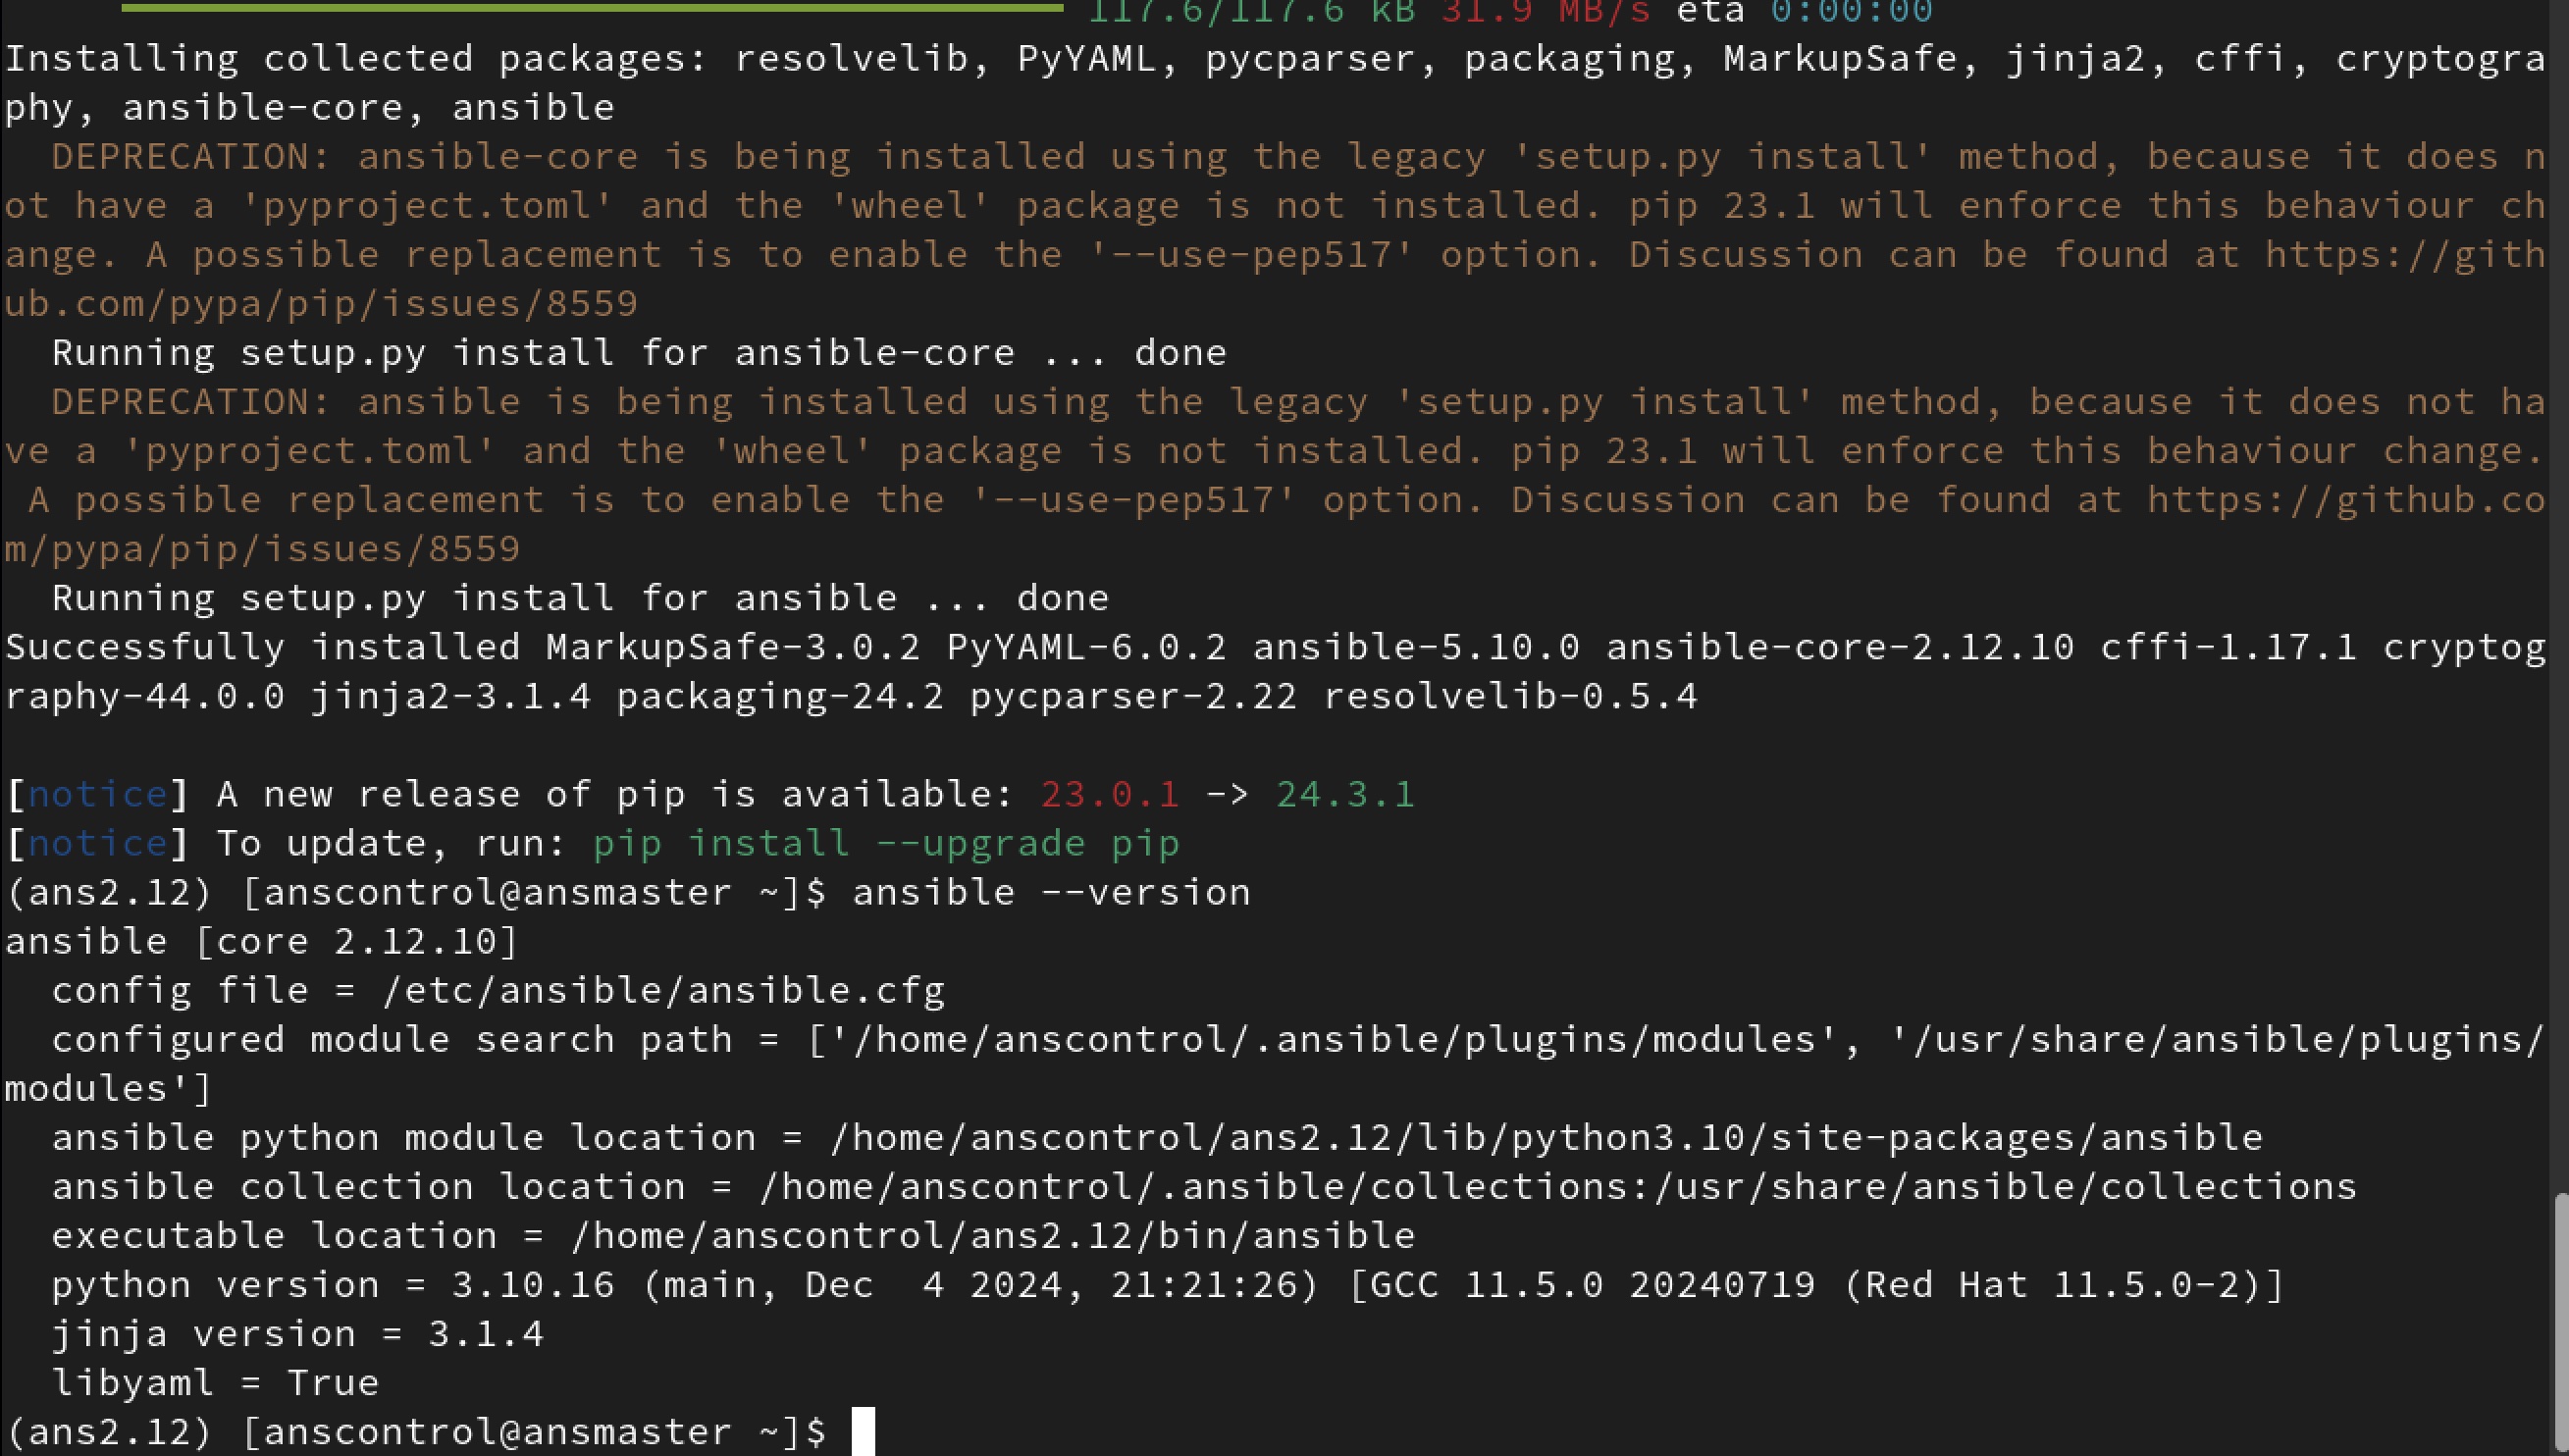 117.6/117.6 kB 31.9 MB/s eta 0:00:00
Installing collected packages: resolvelib, PyYAML, pycparser, packaging, MarkupSafe, jinja2, cffi, cryptogra
phy, ansible-core, ansible
  DEPRECATION: ansible-core is being installed using the legacy 'setup.py install' method, because it does n
ot have a 'pyproject.toml' and the 'wheel' package is not installed. pip 23.1 will enforce this behaviour ch
ange. A possible replacement is to enable the '--use-pep517' option. Discussion can be found at https://gith
ub.com/pypa/pip/issues/8559
  Running setup.py install for ansible-core ... done
  DEPRECATION: ansible is being installed using the legacy 'setup.py install' method, because it does not ha
ve a 'pyproject.toml' and the 'wheel' package is not installed. pip 23.1 will enforce this behaviour change.
 A possible replacement is to enable the '--use-pep517' option. Discussion can be found at https://github.co
m/pypa/pip/issues/8559
  Running setup.py install for ansible ... done
Successfully installed MarkupSafe-3.0.2 PyYAML-6.0.2 ansible-5.10.0 ansible-core-2.12.10 cffi-1.17.1 cryptog
raphy-44.0.0 jinja2-3.1.4 packaging-24.2 pycparser-2.22 resolvelib-0.5.4
[notice] A new release of pip is available: 23.0.1 -> 24.3.1
[notice] To update, run: pip install --upgrade pip
(ans2.12) [anscontrol@ansmaster ~]$ ansible --version
ansible [core 2.12.10]
  config file = /etc/ansible/ansible.cfg
  configured module search path = ['/home/anscontrol/.ansible/plugins/modules', '/usr/share/ansible/plugins/
modules']
  ansible python module location = /home/anscontrol/ans2.12/lib/python3.10/site-packages/ansible
  ansible collection location = /home/anscontrol/.ansible/collections:/usr/share/ansible/collections
  executable location = /home/anscontrol/ans2.12/bin/ansible
  python version = 3.10.16 (main, Dec  4 2024, 21:21:26) [GCC 11.5.0 20240719 (Red Hat 11.5.0-2)]
  jinja version = 3.1.4
  libyaml = True
(ans2.12) [anscontrol@ansmaster ~]$